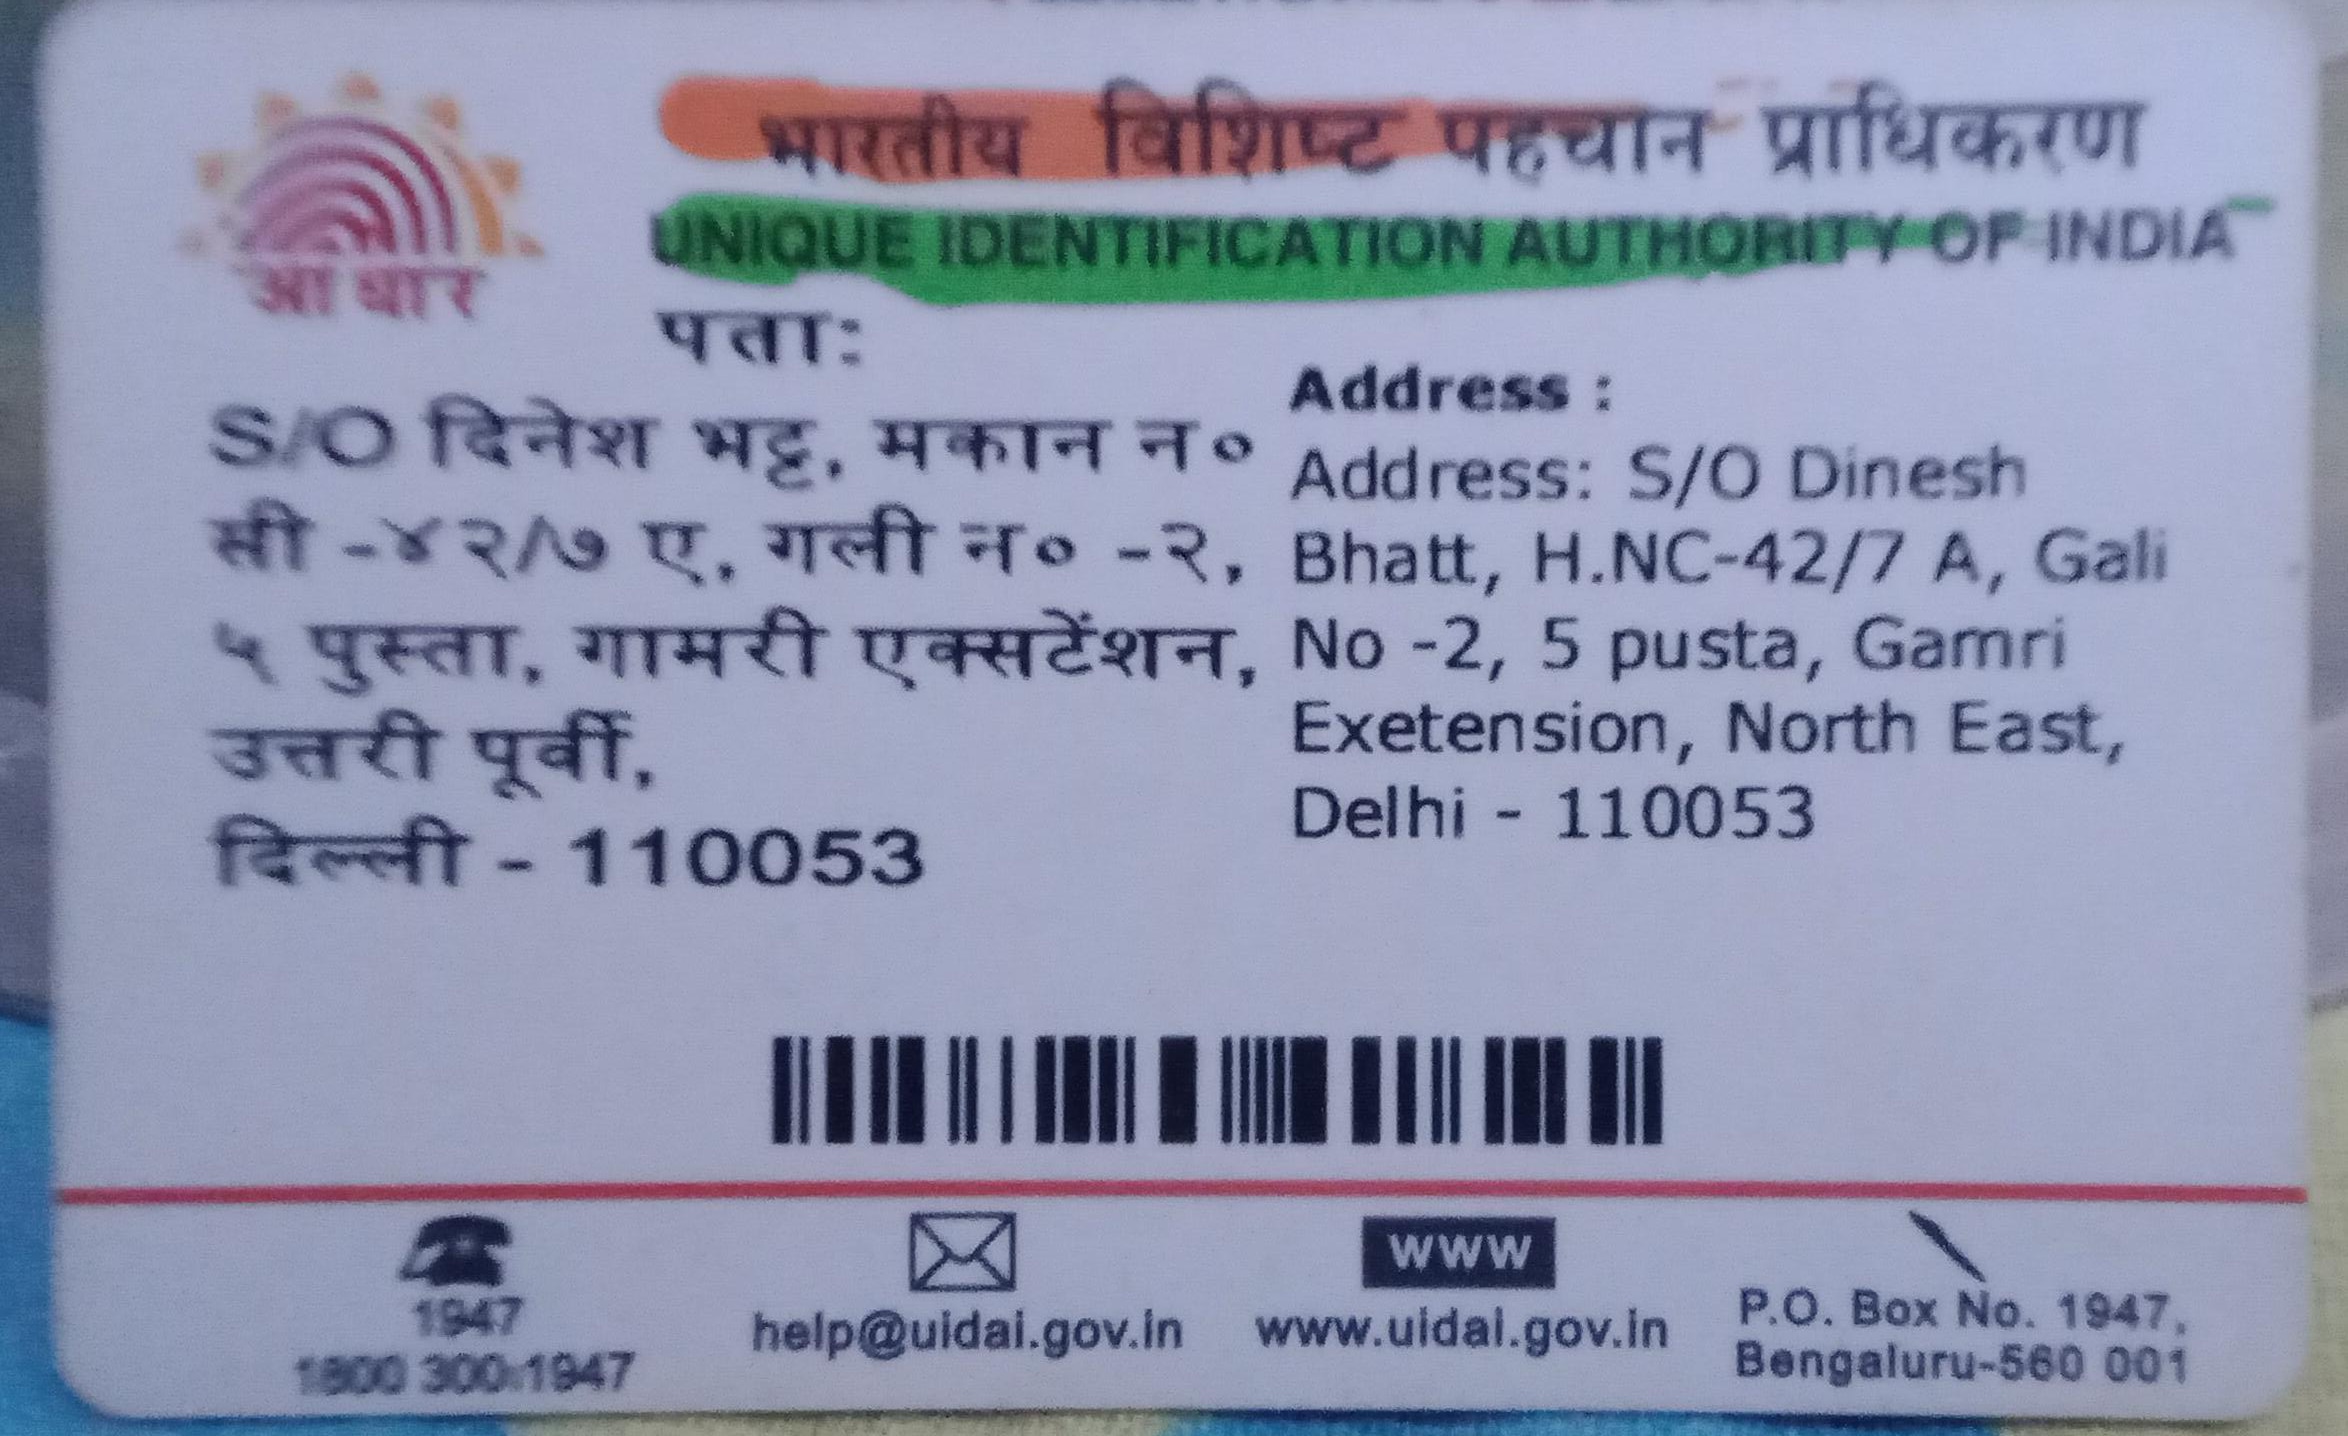 भारतीय विशिष्ट पहचान प्राधिकरण
UNIQUE IDENTIFICATION AUTHORITY OF INDIA
आधार
पता:
S/O दिनेश भट्ट, मकान न०
सी -४२/७ ए, गली न० -२,
५ पुस्ता, गामरी एक्सटेंशन,
उत्तरी पूर्वी,
दिल्ली - 110053
Address :
Address: S/O Dinesh
Bhatt, H.NC-42/7 A, Gali
No -2, 5 pusta, Gamri
Exetension, North East,
Delhi - 110053
1947
1800 300 1947
help@uidai.gov.in
www
www.uidai.gov.in
P.O. Box No. 1947,
Bengaluru-560 001